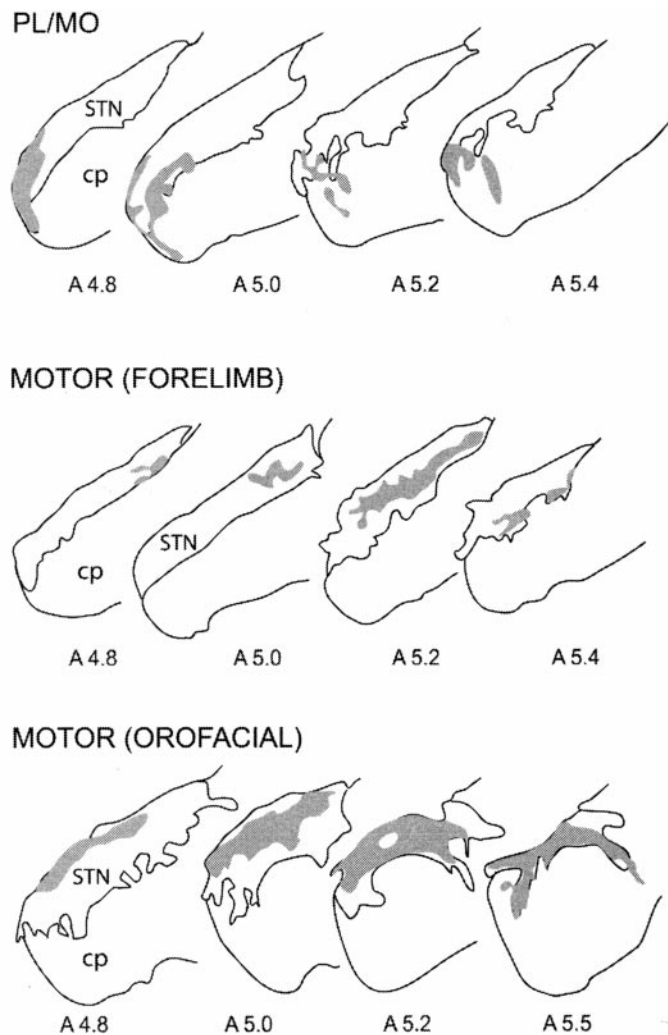 PL/MO
STN
cp
A 4.8 A 5.0 A 5.2 A 5.4
MOTOR (FORELIMB)
STN
cp
A 4.8 A 5.0 A 5.2 A 5.4
MOTOR (OROFACIAL)
STN
cp
A 4.8 A 5.0 A 5.2 A 5.5